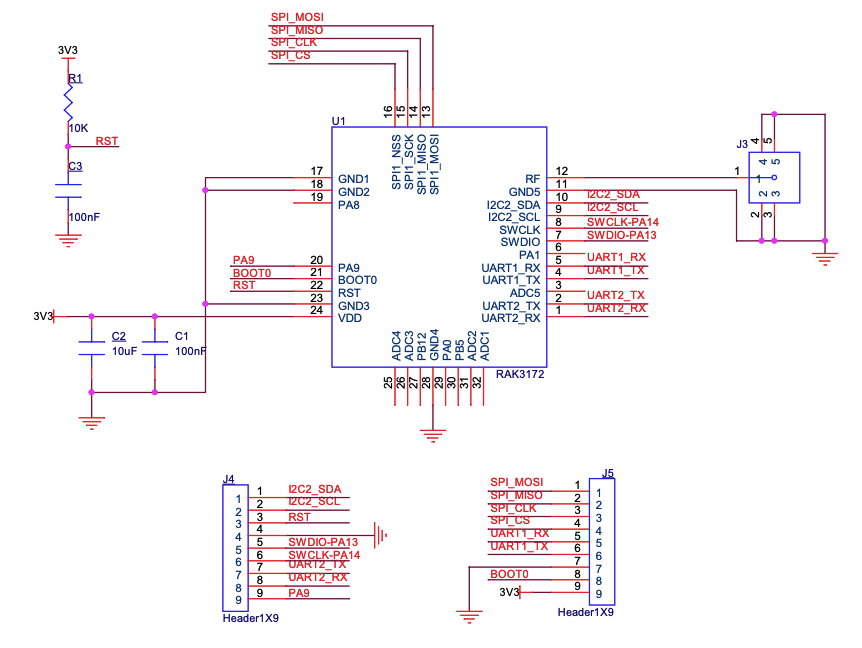 SPI_MOSI
SPI_MISO
SPI_CLK
SPI_CS
3V3
R1
10K
RST
C3
100nF
U1
16
15
14
13
SPI1_NSS
SPI1_SCK
SPI1_MISO
SPI1_MOSI
17 GND1
18 GND2
19 PA8
PA9 20 PA9
BOOT0 21 BOOT0
RST 22 RST
23 GND3
3V3 24 VDD
RF 12
GND5 11
I2C2_SDA 10 I2C2_SDA
I2C2_SCL 9 I2C2_SCL
SWCLK 8 SWCLK-PA14
SWDIO 7 SWDIO-PA13
PA1 6
UART1_RX 5 UART1_RX
UART1_TX 4 UART1_TX
ADC5 3
UART2_TX 2 UART2_TX
UART2_RX 1 UART2_RX
ADC4
ADC3
PB12
GND4
PA0
PB5
ADC2
ADC1
25
26
27
28
29
30
31
32
RAK3172
C2
10uF
C1
100nF
J3
4
5
4
5
1
1
2
3
2
3
J4
1 1 I2C2_SDA
2 2 I2C2_SCL
3 3 RST
4 4
5 5 SWDIO-PA13
6 6 SWCLK-PA14
7 7 UART2_TX
8 8 UART2_RX
9 9 PA9
Header1X9
J5
SPI_MOSI 1 1
SPI_MISO 2 2
SPI_CLK 3 3
SPI_CS 4 4
UART1_RX 5 5
UART1_TX 6 6
7 7
BOOT0 8 8
3V3 9 9
Header1X9